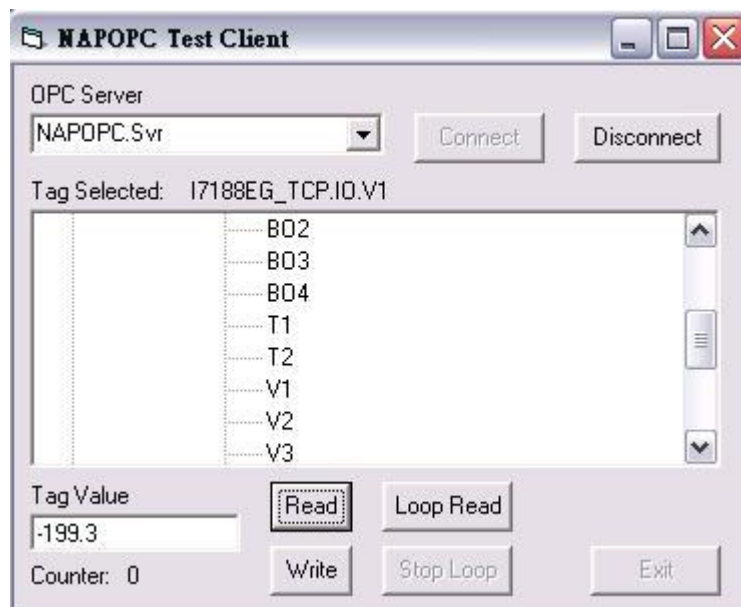 NAPOPC Test Client
OPC Server
NAPOPC.Svr
Connect
Disconnect
Tag Selected: I7188EG_TCP.IO.V1
BO2
BO3
BO4
T1
T2
V1
V2
V3
Tag Value
-199.3
Read
Loop Read
Counter: 0
Write
Stop Loop
Exit